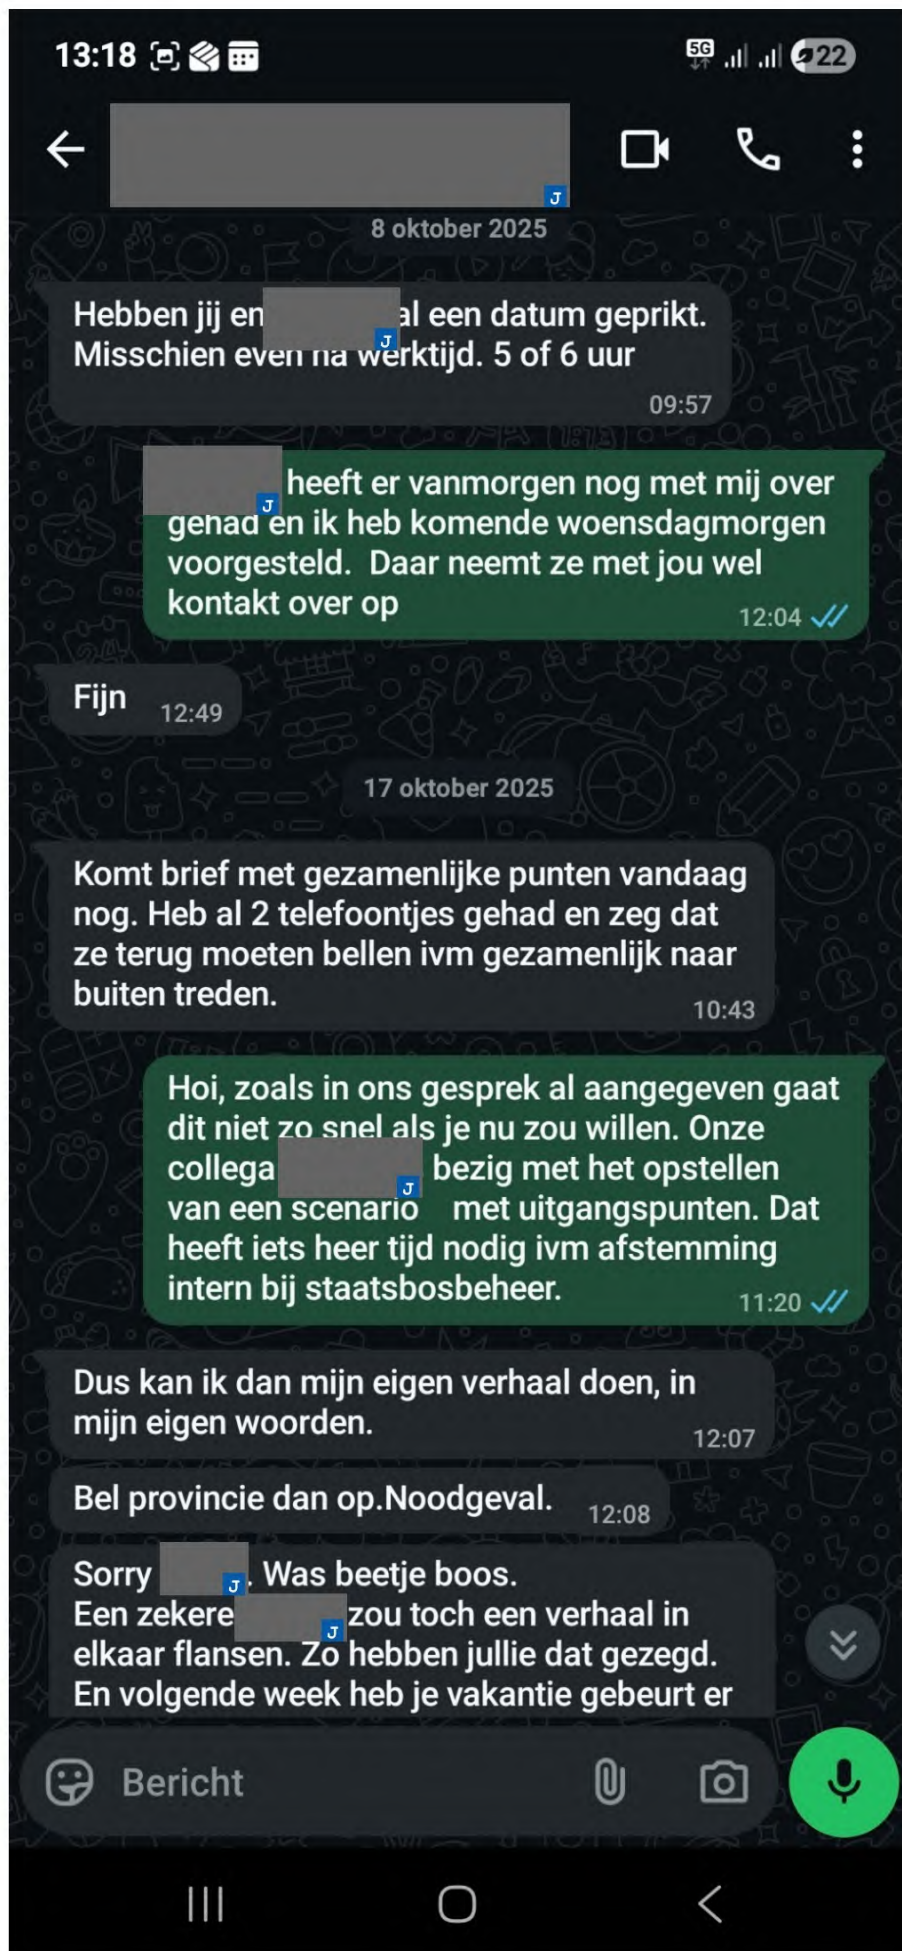 13:18
5G
22
J
8 oktober 2025
Hebben jij en J al een datum geprikt.
Misschien even na werktijd. 5 of 6 uur
09:57
J heeft er vanmorgen nog met mij over
gehad en ik heb komende woensdagmorgen
voorgesteld. Daar neemt ze met jou wel
kontakt over op
12:04
Fijn
12:49
17 oktober 2025
Komt brief met gezamenlijke punten vandaag
nog. Heb al 2 telefoontjes gehad en zeg dat
ze terug moeten bellen ivm gezamenlijk naar
buiten treden.
10:43
Hoi, zoals in ons gesprek al aangegeven gaat
dit niet zo snel als je nu zou willen. Onze
collega J bezig met het opstellen
van een scenario met uitgangspunten. Dat
heeft iets heer tijd nodig ivm afstemming
intern bij staatsbosbeheer.
11:20
Dus kan ik dan mijn eigen verhaal doen, in
mijn eigen woorden.
12:07
Bel provincie dan op.Noodgeval.
12:08
Sorry J. Was beetje boos.
Een zekere J zou toch een verhaal in
elkaar flansen. Zo hebben jullie dat gezegd.
En volgende week heb je vakantie gebeurt er
Bericht